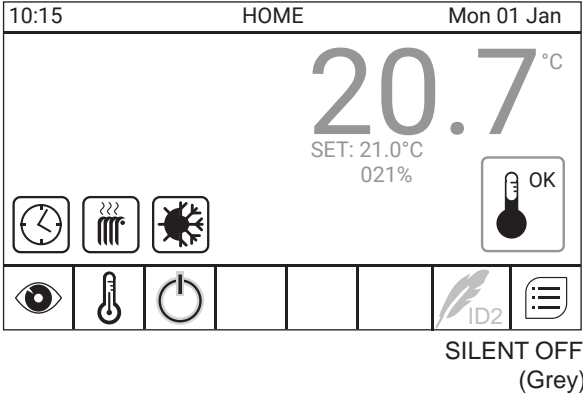 10:15 HOME Mon 01 Jan
20.7 °C
SET: 21.0°C
021%
OK
ID2
SILENT OFF
(Grey)